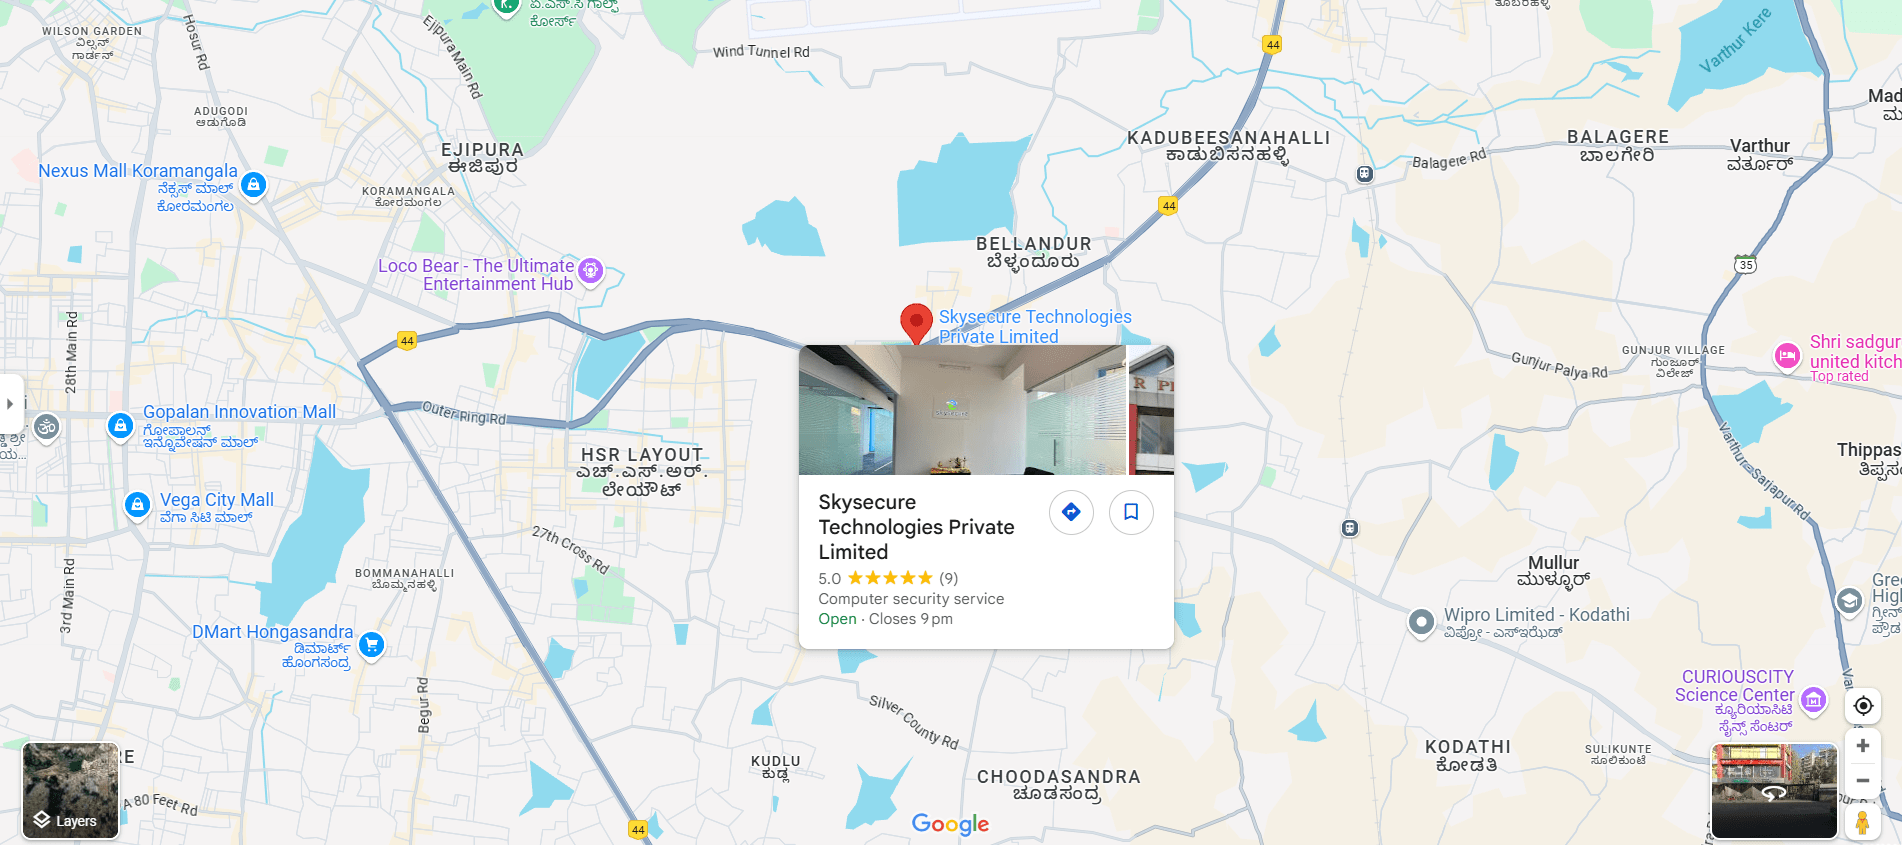 WILSON GARDEN
ವಿಲ್ಸನ್
ಗಾರ್ಡನ್
Hosur Rd
Ejipura Main Rd
ಏ.ಎಸ್.ಸಿ ಗಾಲ್ಫ್
ಕೋರ್ಸ್
Wind Tunnel Rd
44
ತೂಬರಹಳ್ಳಿ
Varthur Kere
ADUGODI
ಆಡುಗೊಡಿ
EJIPURA
ಈಜಿಪುರ
KADUBEESANAHALLI
ಕಾಡುಬಿಸನಹಳ್ಳಿ
BALAGERE
ಬಾಲಗೇರಿ
Balagere Rd
Varthur
ವರ್ತೂರ್
Mad
Nexus Mall Koramangala
ನೆಕ್ಸಸ್ ಮಾಲ್
ಕೋರಮಂಗಲ
KORAMANGALA
ಕೋರಮಂಗಲ
44
BELLANDUR
ಬೆಳ್ಳಂದೂರು
Loco Bear - The Ultimate
Entertainment Hub
35
28th Main Rd
44
Skysecure Technologies
Private Limited
Gunjur Palya Rd
GUNJUR VILLAGE
ಗುಂಜೂರ್
ವಿಲೇಜ್
Shri sadgur
united kitch
Top rated
Gopalan Innovation Mall
ಗೋಪಾಲನ್
ಇನ್ನೊವೇಷನ್ ಮಾಲ್
Outer Ring Rd
HSR LAYOUT
ಎಚ್.ಎಸ್.ಅರ್.
ಲೇಯೌಟ್
Varthur - Sarjapur Rd
Thippas
Vega City Mall
ವೆಗಾ ಸಿಟಿ ಮಾಲ್
27th Cross Rd
Skysecure
Technologies Private
Limited
5.0 (9)
Computer security service
Open · Closes 9 pm
BOMMANAHALLI
ಬೊಮ್ಮನಹಳ್ಳಿ
3rd Main Rd
Mullur
ಮುಳ್ಳೂರ್
Wipro Limited - Kodathi
ವಿಪ್ರೋ - ಎಸ್‌ಇಝೆಡ್
Gree
High
ಗ್ರೀನ್
ಪ್ರೌಢ
DMart Hongasandra
ಡಿಮಾರ್ಟ್
ಹೊಂಗಸಂದ್ರ
Begur Rd
Silver County Rd
CURIOUSCITY
Science Center
ಕ್ಯೂರಿಯಾಸಿಟಿ
ಸೈನ್ಸ್ ಸೆಂಟರ್
KUDLU
ಕುಡ್ಲು
CHOODASANDRA
ಚೂಡಸಂದ್ರ
KODATHI
ಕೋಡತಿ
SULIKUNTE
ಸೂಲಿಕುಂಟೆ
RE
A 80 Feet Rd
Layers
Google
44